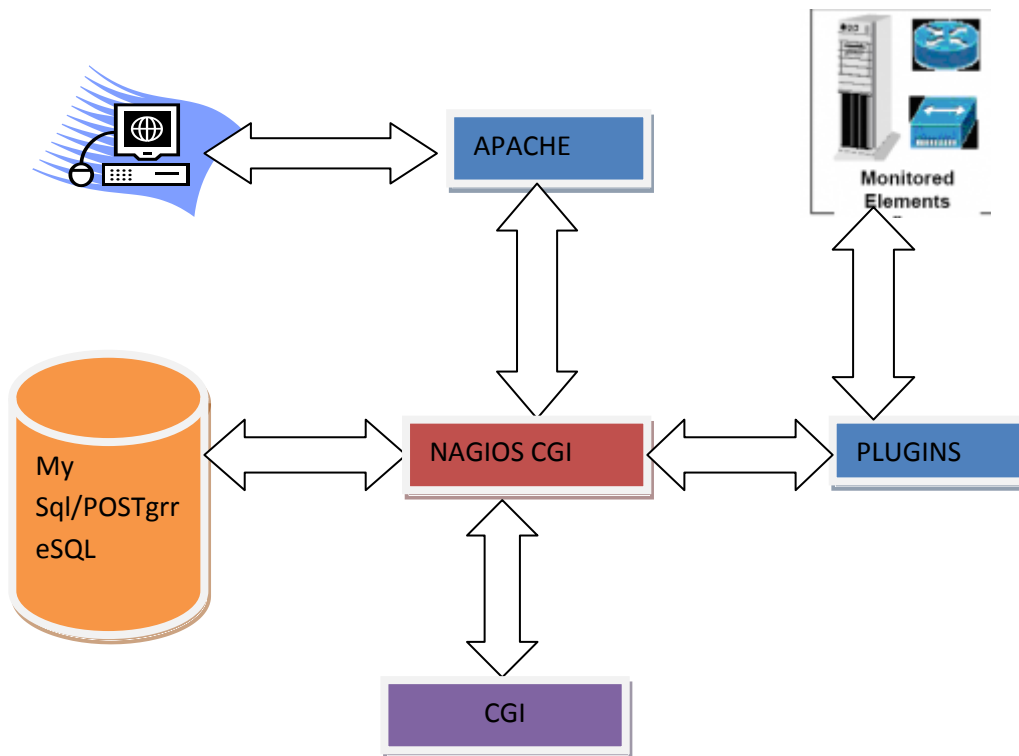 APACHE
Monitored
Elements
NAGIOS CGI
PLUGINS
My
Sql/POSTgrr
eSQL
CGI